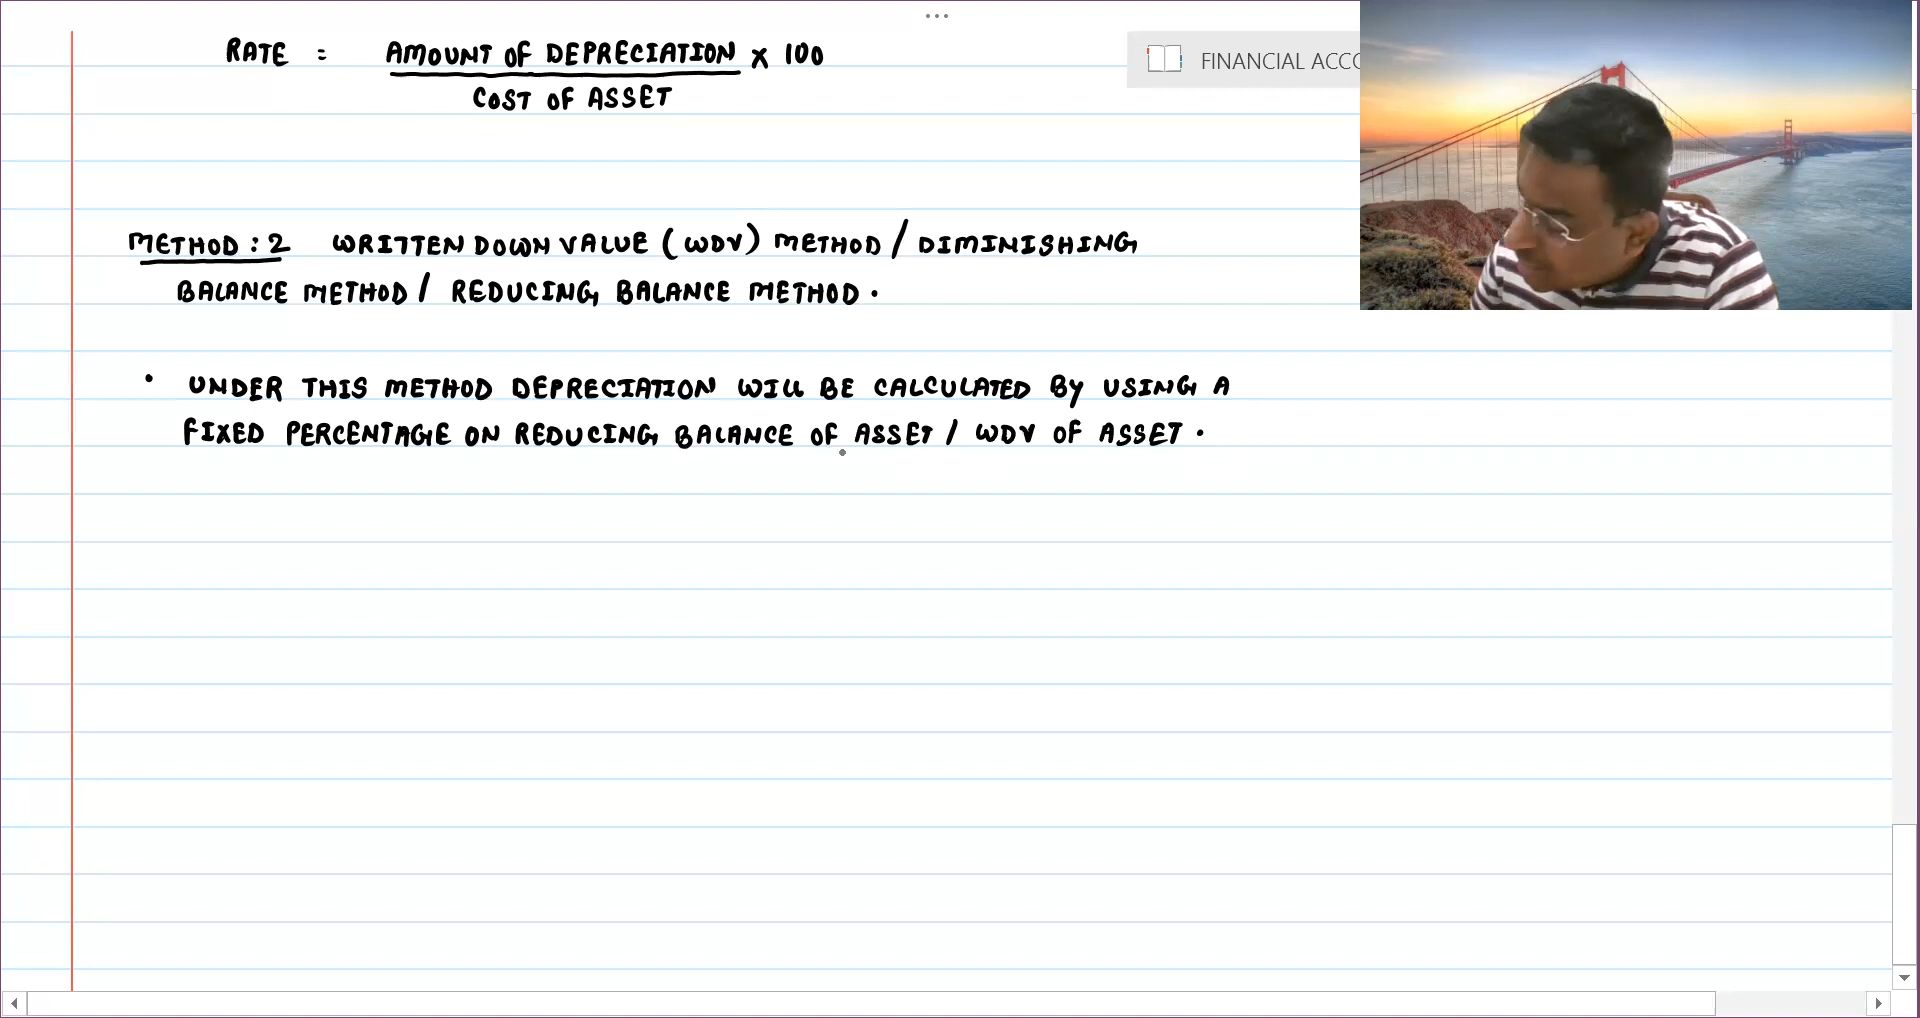 RATE = AMOUNT OF DEPRECIATION x 100
COST OF ASSET
FINANCIAL ACCO
METHOD : 2 WRITTEN DOWN VALUE (WDV) METHOD / DIMINISHING
BALANCE METHOD / REDUCING BALANCE METHOD .
• UNDER THIS METHOD DEPRECIATION WILL BE CALCULATED BY USING A
FIXED PERCENTAGE ON REDUCING BALANCE OF ASSET / WDV OF ASSET .